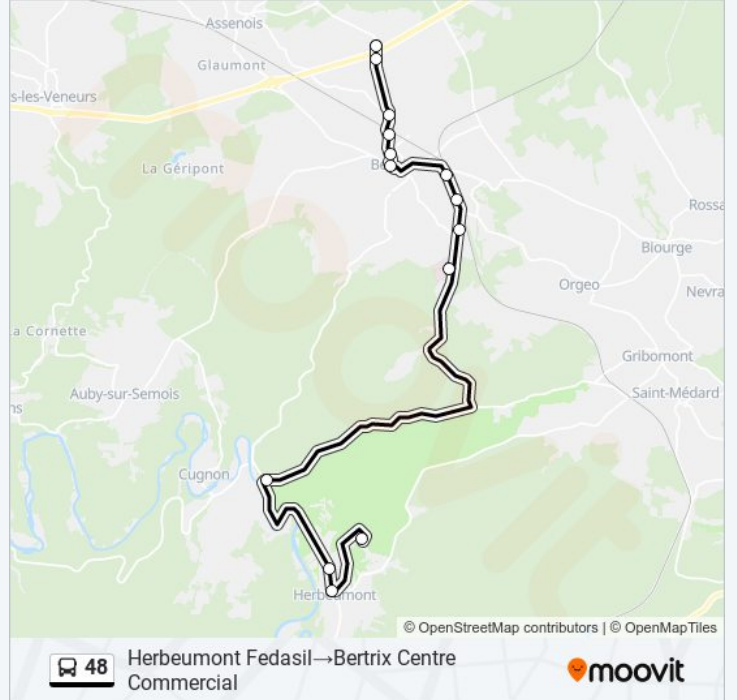 Assenois
Glaumont
s-les-Veneurs
La Géripont
Be
Rossa
Biourge
Orgeo
Nevra
a Cornette
Gribomont
Auby-sur-Semois
Saint-Médard
ns
Cugnon
Herbeumont
© OpenStreetMap contributors | © OpenMapTiles
48
Herbeumont Fedasil→Bertrix Centre
Commercial
moovit